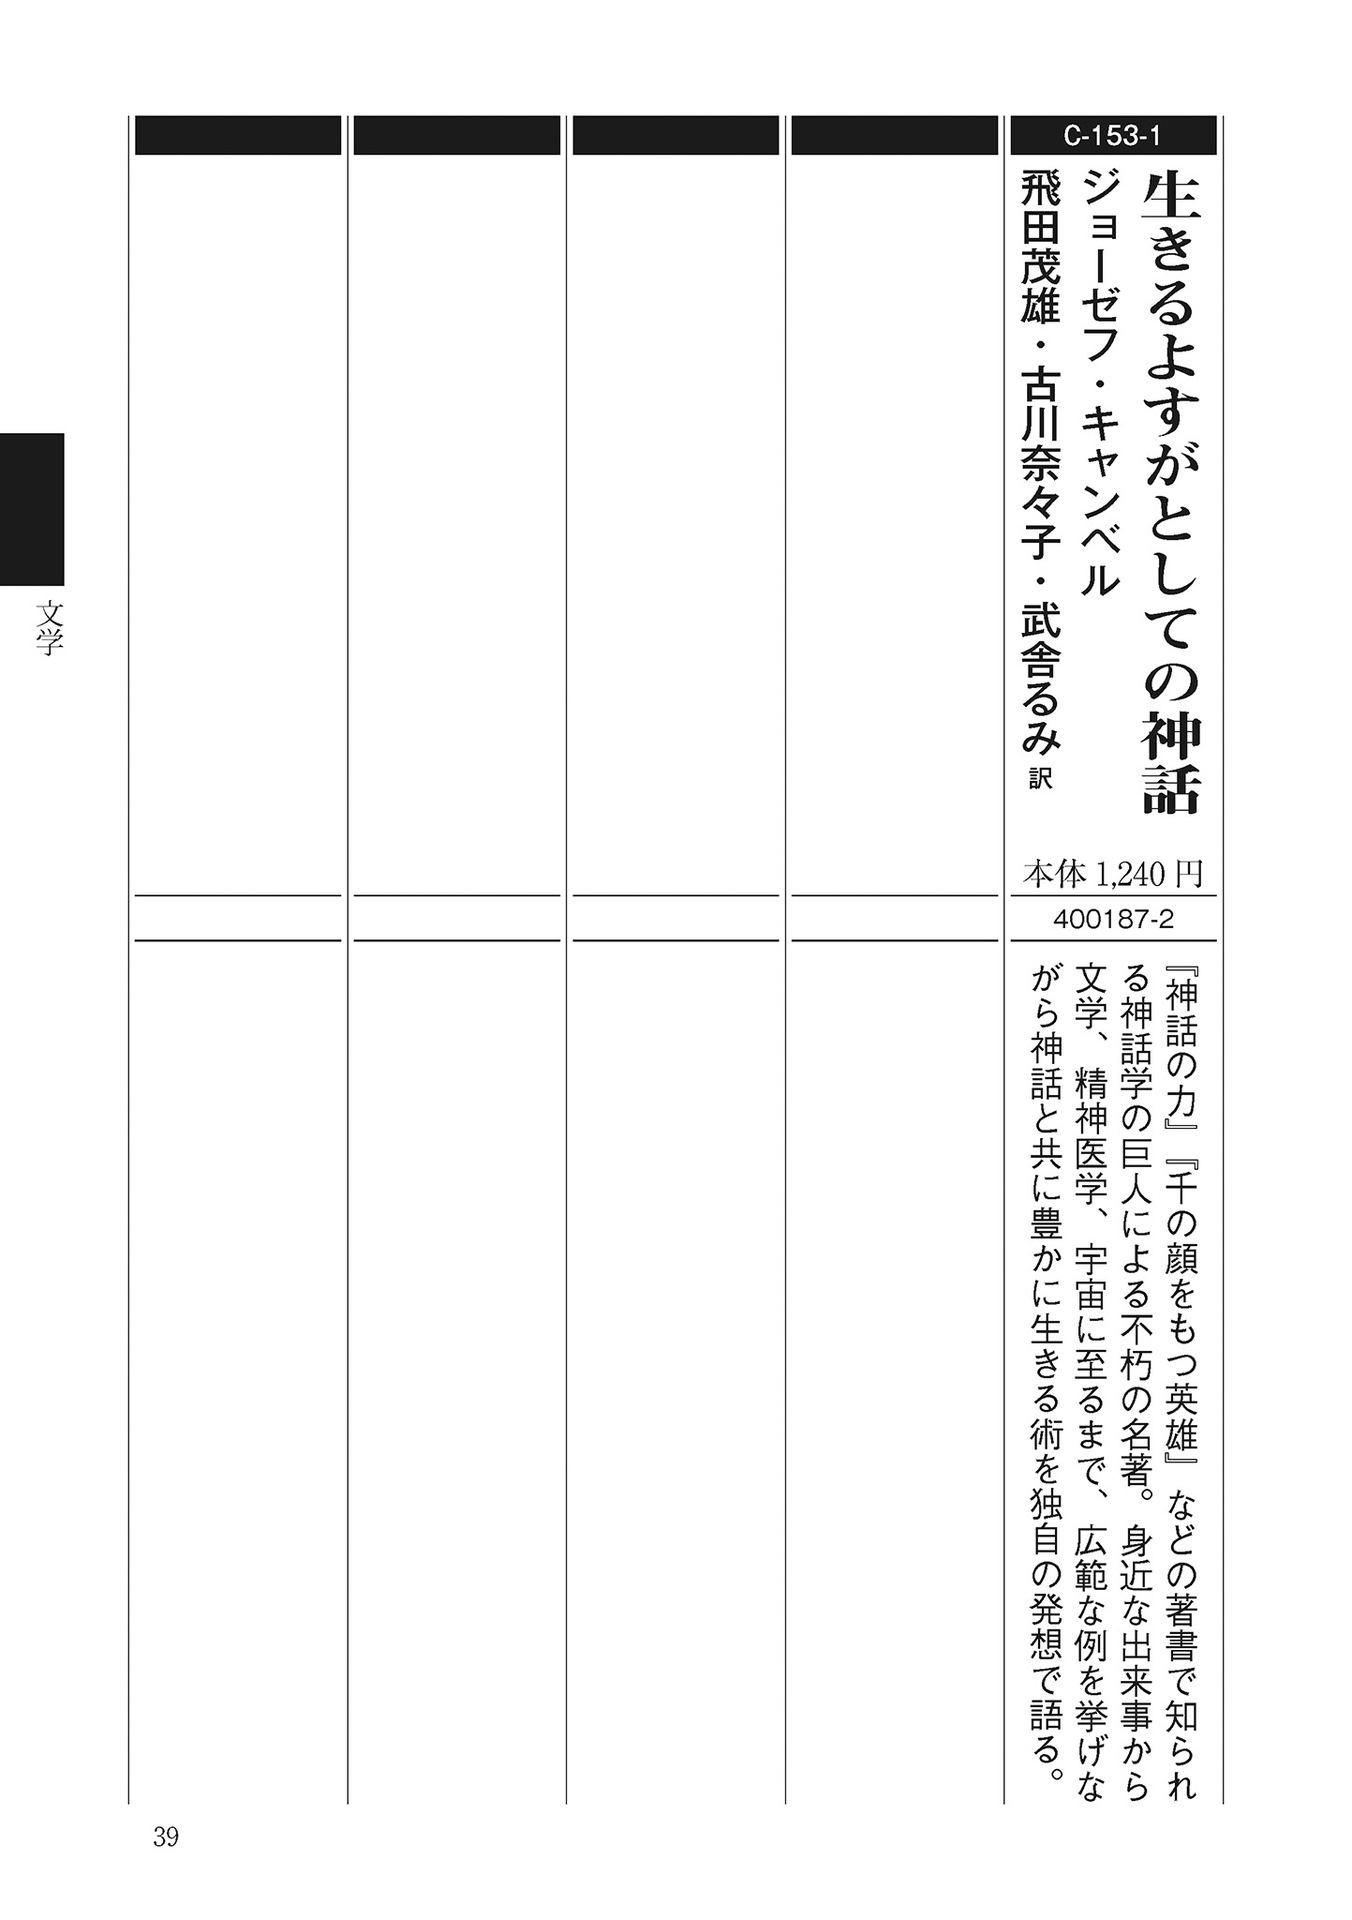 C-153-1
生きるよすがとしての神話
ジョーゼフ・キャンベル
飛田茂雄・古川奈々子・武舎るみ 訳
本体 1,240 円
400187-2
『神話の力』『千の顔をもつ英雄』などの著書で知られ
る神話学の巨人による不朽の名著。身近な出来事から
文学、精神医学、宇宙に至るまで、広範な例を挙げな
がら神話と共に豊かに生きる術を独自の発想で語る。
文学
39